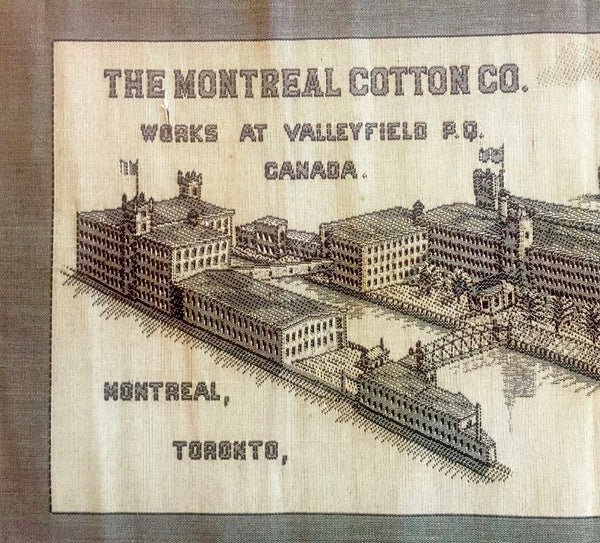 THE MONTREAL COTTON CO.
WORKS AT VALLEYFIELD P.Q.
CANADA.
MONTREAL,
TORONTO,